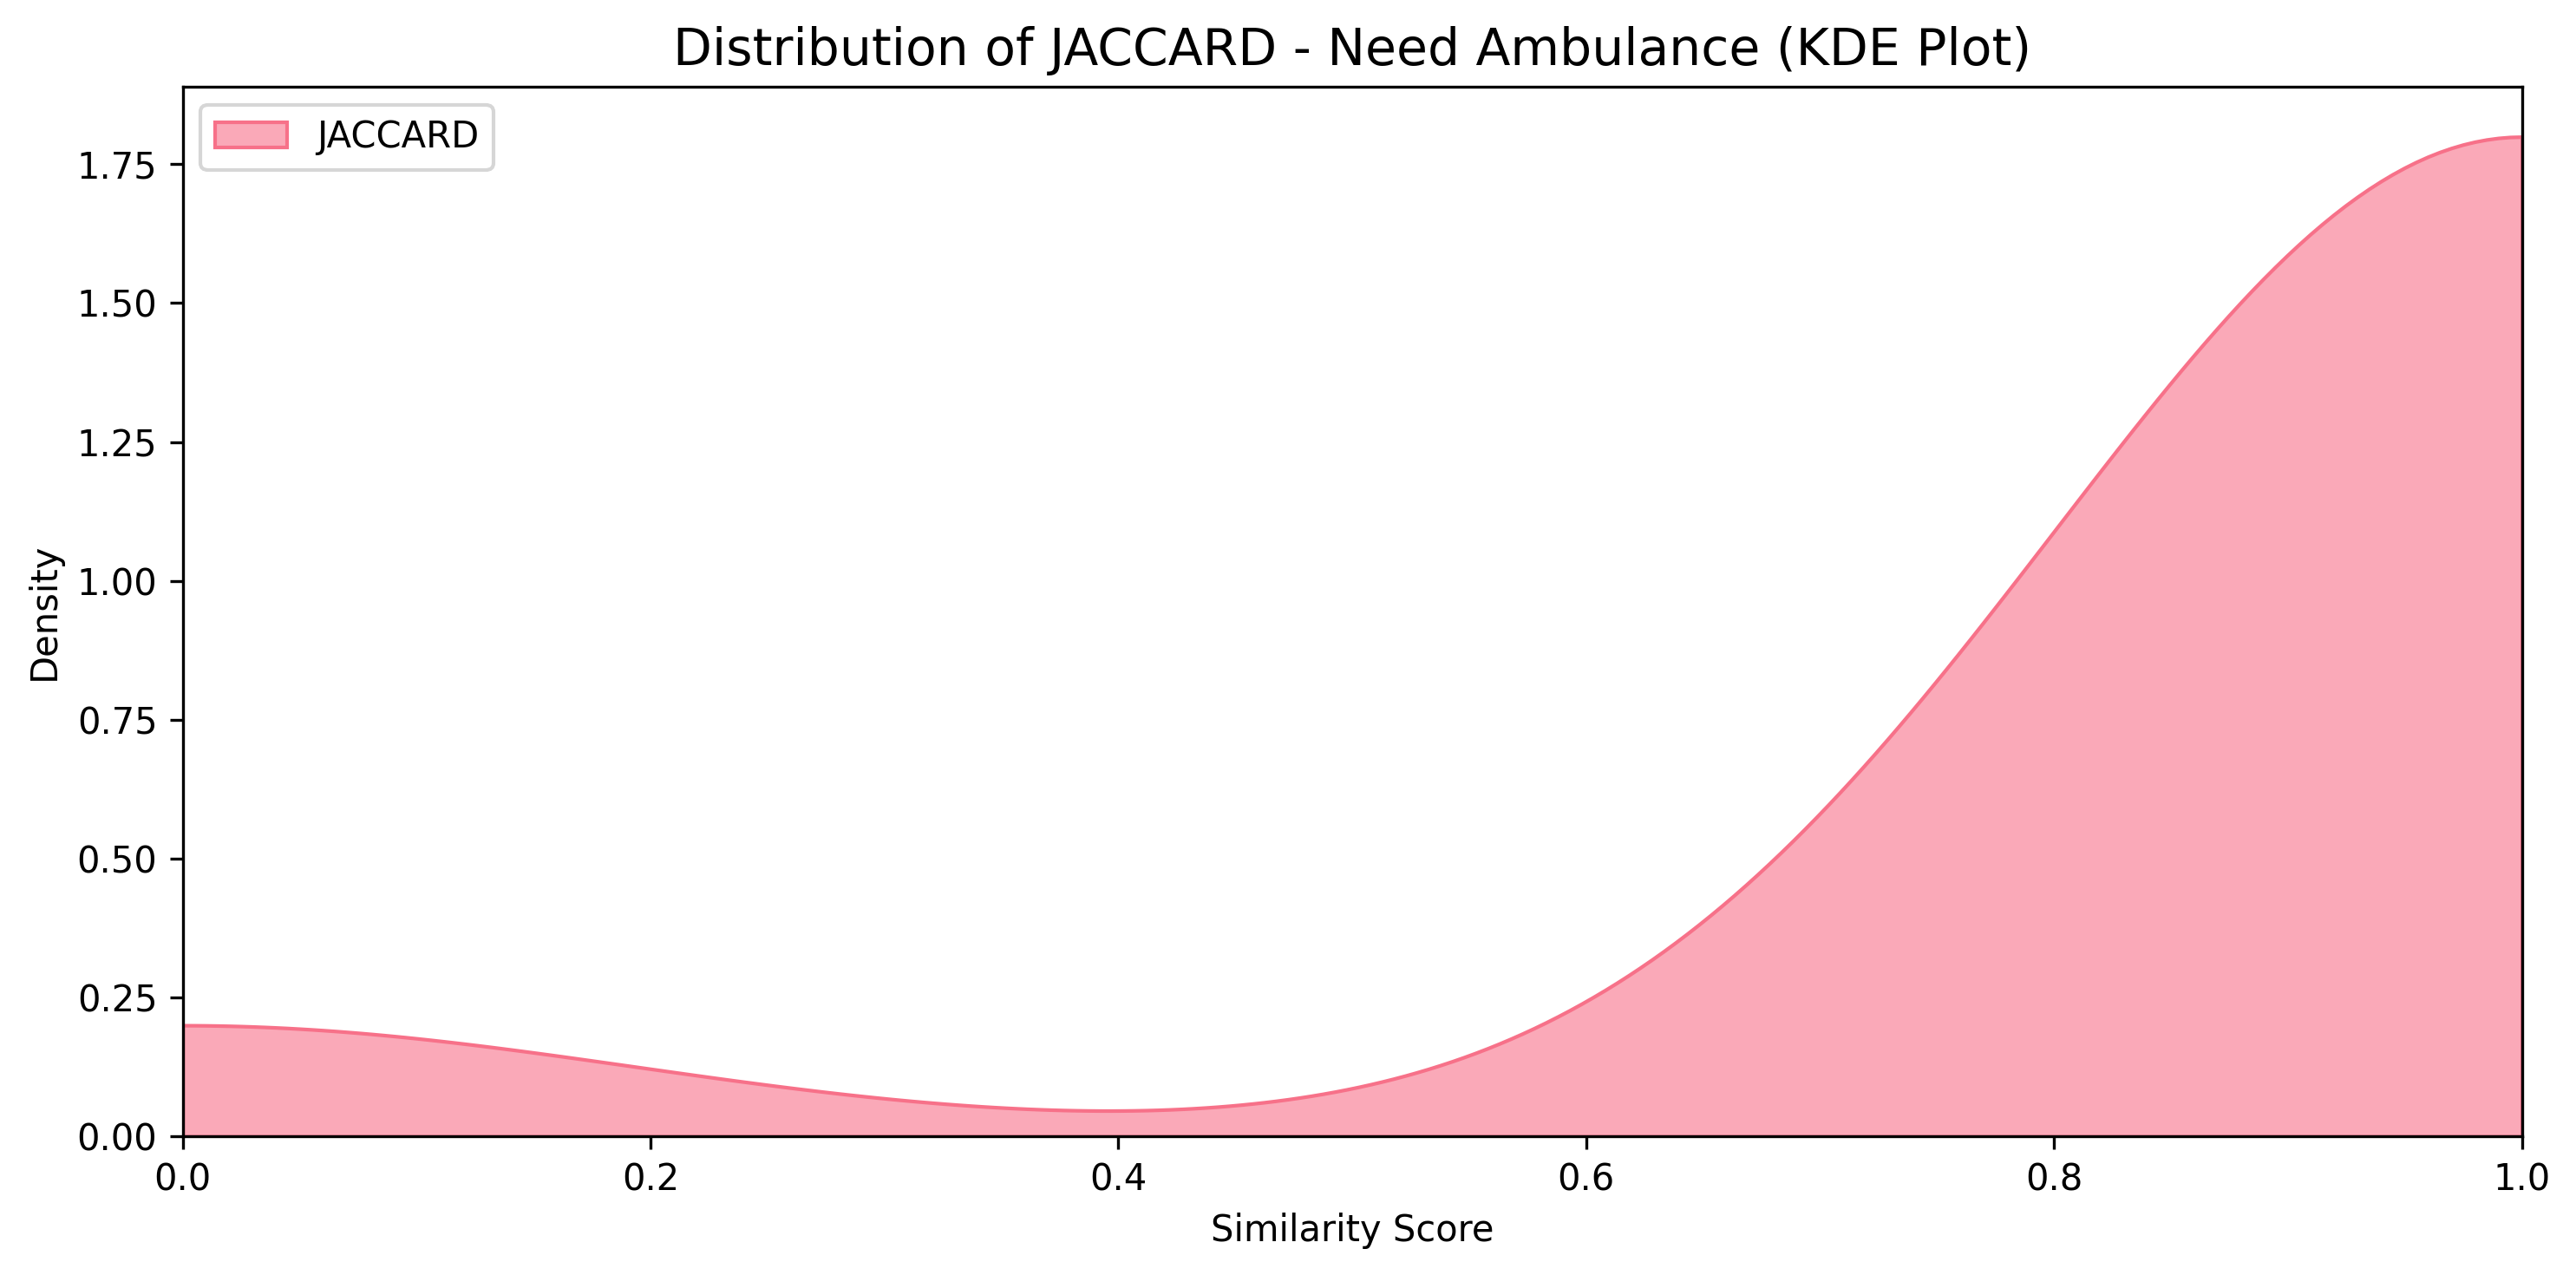 Distribution of JACCARD - Need Ambulance (KDE Plot)
JACCARD
1.75
1.50
1.25
1.00
0.75
0.50
0.25
0.00
Density
0.0 0.2 0.4 0.6 0.8 1.0
Similarity Score